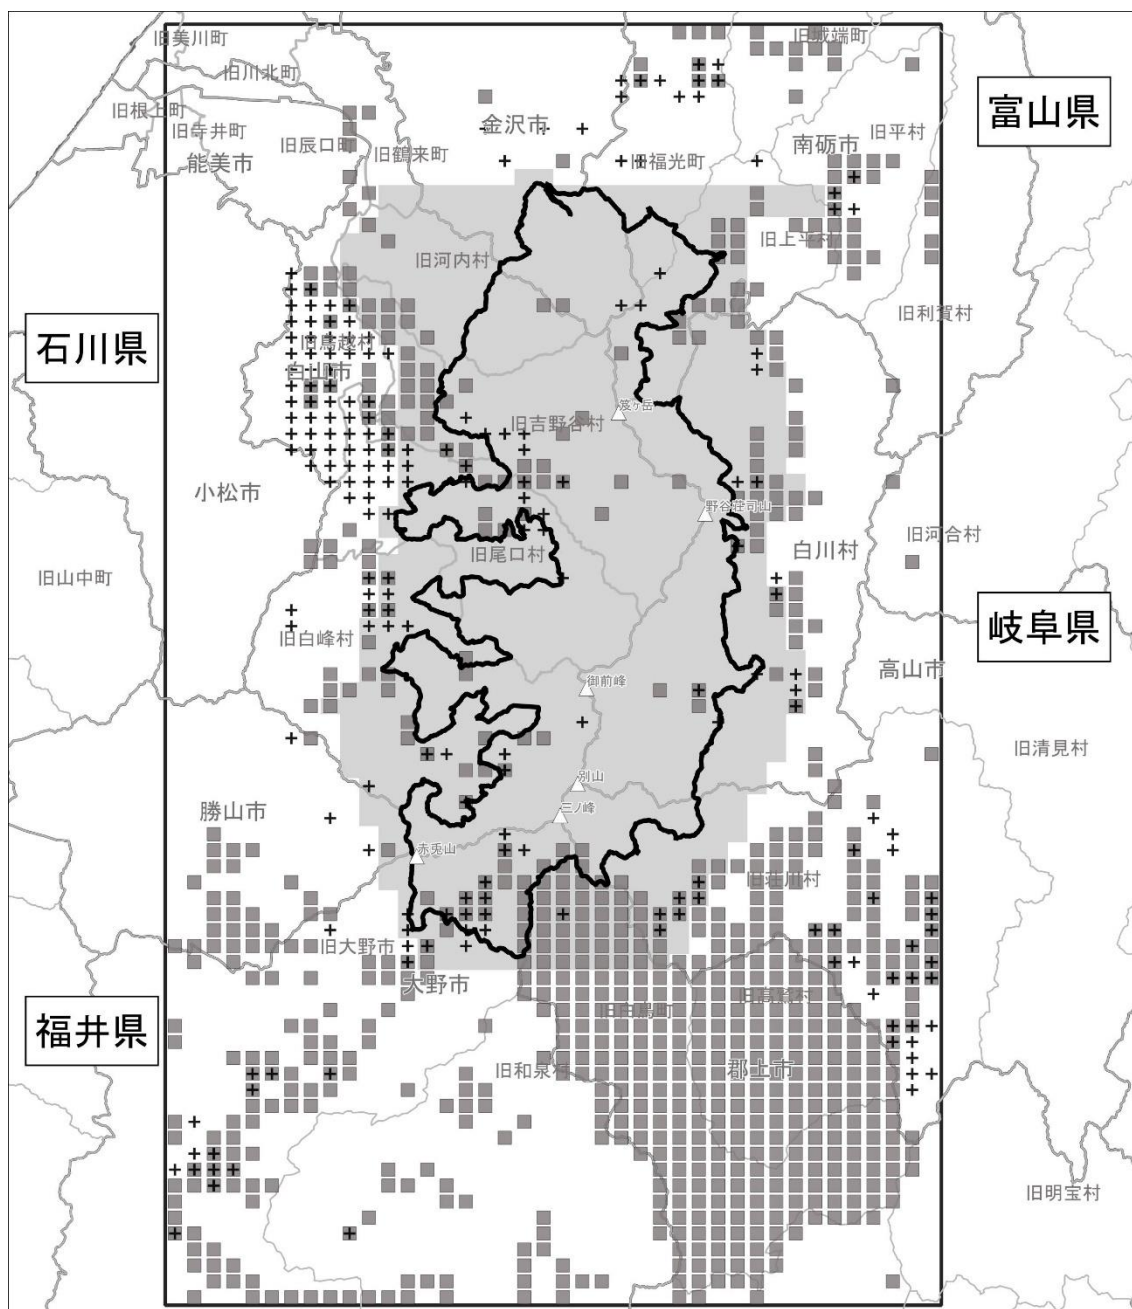 旧美川町
旧城端町
旧川北町
旧根上町
旧寺井町
能美市
旧辰口町
旧鶴来町
金沢市
旧福光町
南砺市
旧平村
富山県
旧河内村
旧上平村
旧利賀村
石川県
旧鳥越村
白山市
旧吉野谷村
笈ヶ岳
小松市
野谷荘司山
旧山中町
旧尾口村
白川村
旧河合村
旧白峰村
岐阜県
高山市
御前峰
旧清見村
別山
三ノ峰
勝山市
赤兎山
旧荘川村
旧大野市
大野市
旧白鳥町
旧高鷲村
福井県
旧和泉村
郡上市
旧明宝村